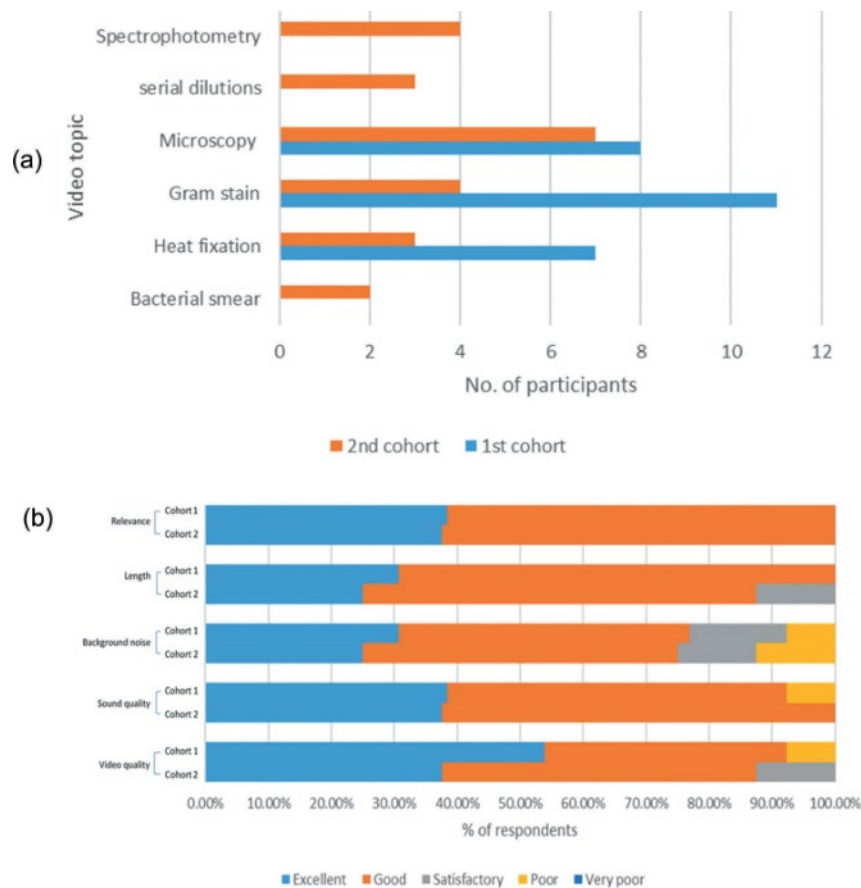 (a)
Video topic
Spectrophotometry
serial dilutions
Microscopy
Gram stain
Heat fixation
Bacterial smear
0 2 4 6 8 10 12
No. of participants
2nd cohort 1st cohort
(b)
Relevance
Cohort 1
Cohort 2
Length
Cohort 1
Cohort 2
Background noise
Cohort 1
Cohort 2
Sound quality
Cohort 1
Cohort 2
Video quality
Cohort 1
Cohort 2
0.00% 10.00% 20.00% 30.00% 40.00% 50.00% 60.00% 70.00% 80.00% 90.00% 100.00%
% of respondents
Excellent Good Satisfactory Poor Very poor